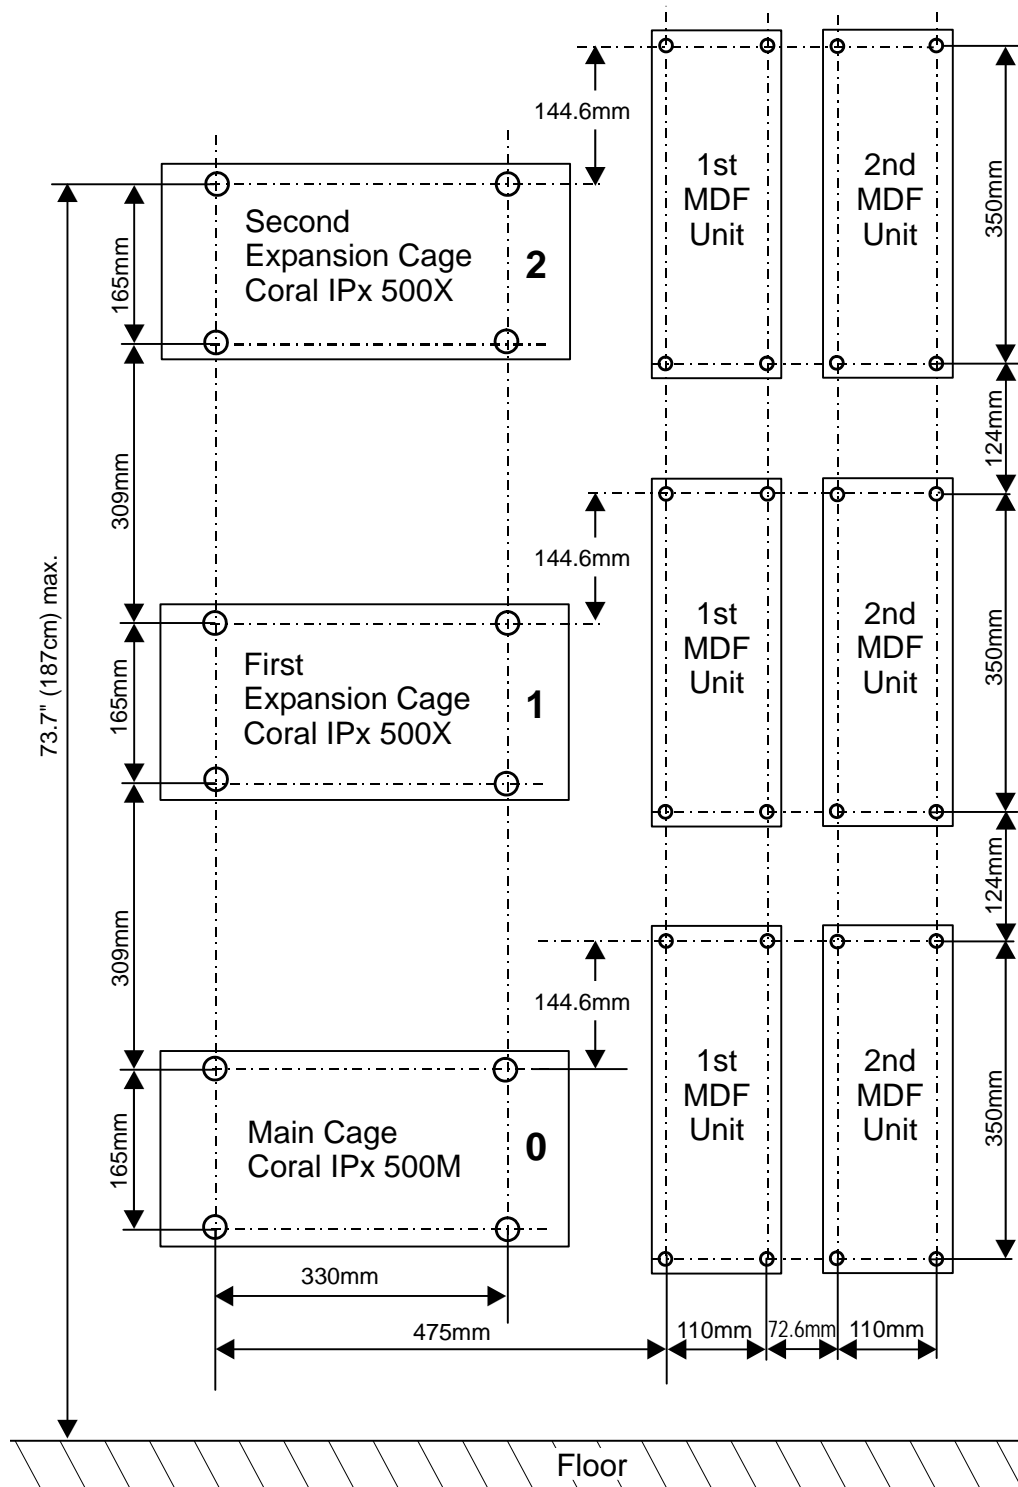 144.6mm
1st
MDF
Unit
2nd
MDF
Unit
350mm
Second
Expansion Cage
Coral IPx 500X
2
165mm
124mm
309mm
144.6mm
73.7" (187cm) max.
1st
MDF
Unit
2nd
MDF
Unit
350mm
First
Expansion Cage
Coral IPx 500X
1
165mm
124mm
309mm
144.6mm
1st
MDF
Unit
2nd
MDF
Unit
350mm
Main Cage
Coral IPx 500M
0
165mm
330mm
475mm
110mm
72.6mm
110mm
Floor